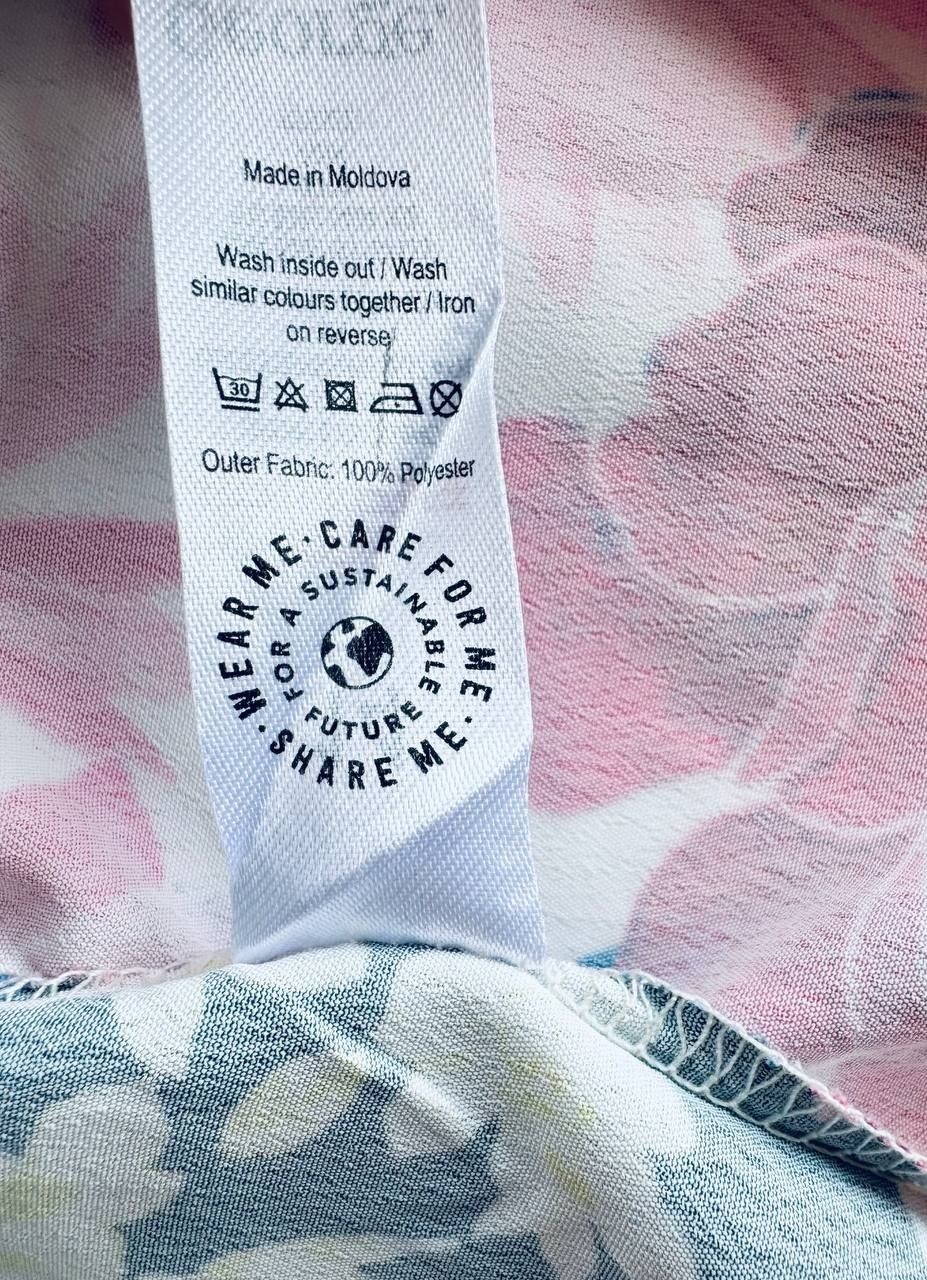 Made in Moldova
Wash inside out / Wash
similar colours together / Iron
on reverse
30
Outer Fabric: 100% Polyester
WEAR ME · CARE FOR ME · SHARE ME ·
FOR A SUSTAINABLE FUTURE